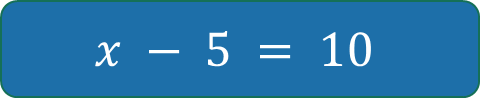 x − 5 = 10